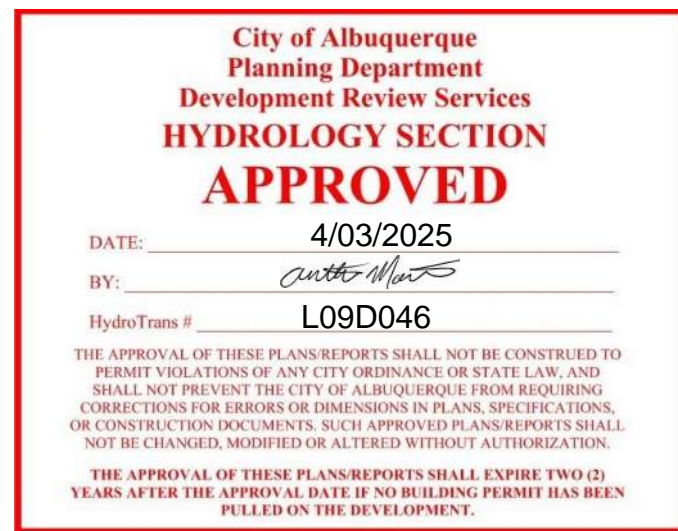 City of Albuquerque
Planning Department
Development Review Services
HYDROLOGY SECTION
APPROVED
DATE: 4/03/2025
BY:
HydroTrans # L09D046
THE APPROVAL OF THESE PLANS/REPORTS SHALL NOT BE CONSTRUED TO
PERMIT VIOLATIONS OF ANY CITY ORDINANCE OR STATE LAW, AND
SHALL NOT PREVENT THE CITY OF ALBUQUERQUE FROM REQUIRING
CORRECTIONS FOR ERRORS OR DIMENSIONS IN PLANS, SPECIFICATIONS,
OR CONSTRUCTION DOCUMENTS. SUCH APPROVED PLANS/REPORTS SHALL
NOT BE CHANGED, MODIFIED OR ALTERED WITHOUT AUTHORIZATION.
THE APPROVAL OF THESE PLANS/REPORTS SHALL EXPIRE TWO (2)
YEARS AFTER THE APPROVAL DATE IF NO BUILDING PERMIT HAS BEEN
PULLED ON THE DEVELOPMENT.